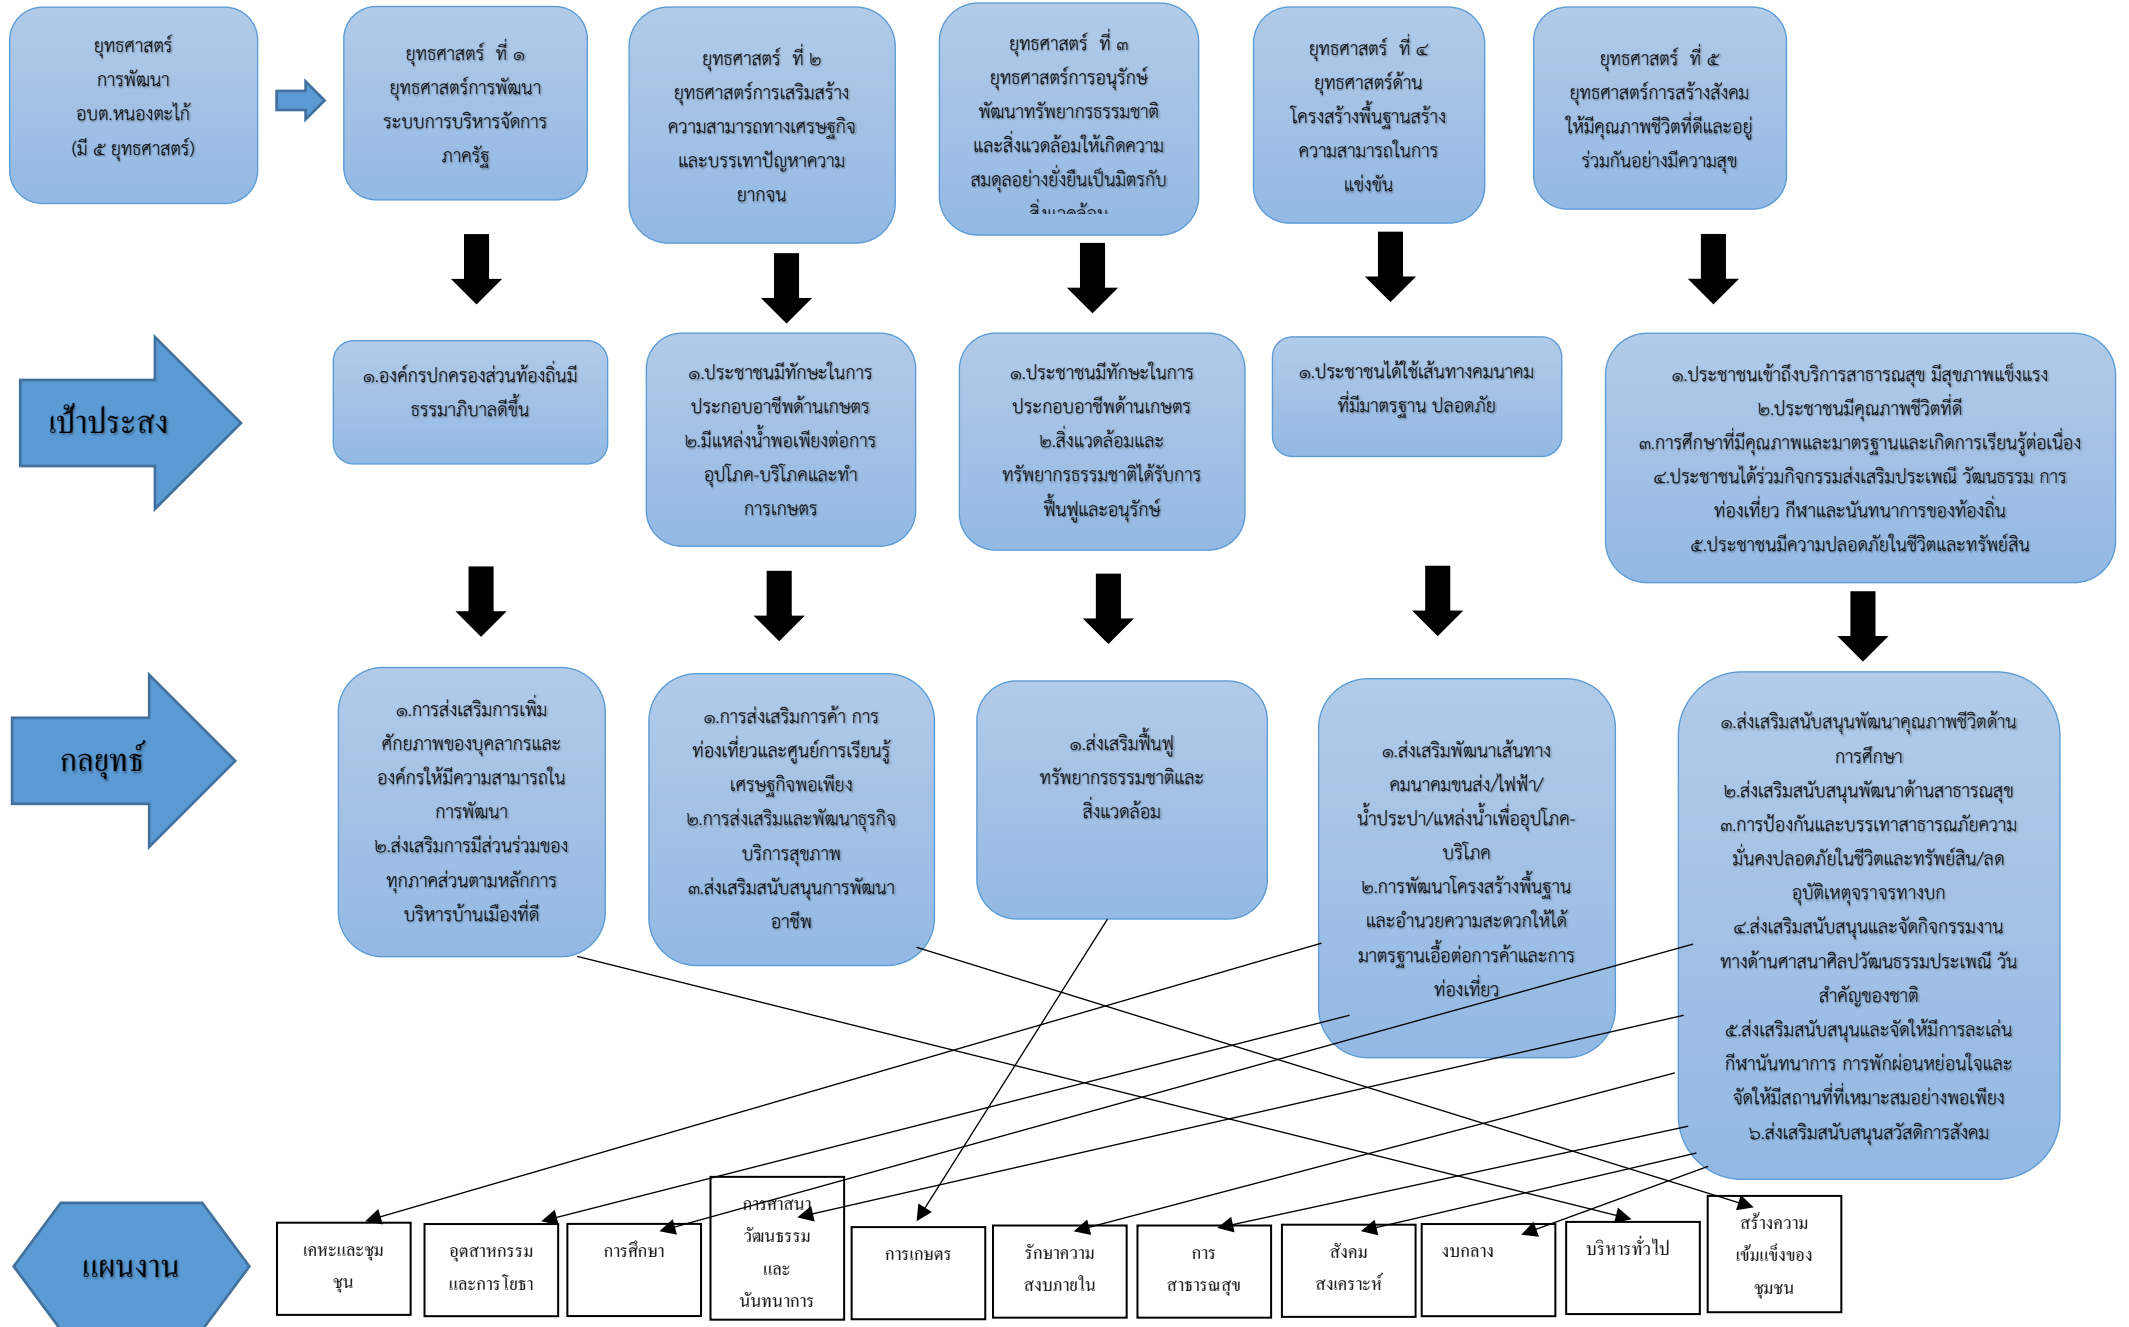 ยุทธศาสตร์
การพัฒนา
อบต.หนองตะไก้
(มี ๕ ยุทธศาสตร์)
ยุทธศาสตร์ ที่ ๑
ยุทธศาสตร์การพัฒนา
ระบบการบริหารจัดการ
ภาครัฐ
ยุทธศาสตร์ ที่ ๒
ยุทธศาสตร์การเสริมสร้าง
ความสามารถทางเศรษฐกิจ
และบรรเทาปัญหาความ
ยากจน
ยุทธศาสตร์ ที่ ๓
ยุทธศาสตร์การอนุรักษ์
พัฒนาทรัพยากรธรรมชาติ
และสิ่งแวดล้อมให้เกิดความ
สมดุลอย่างยั่งยืนเป็นมิตรกับ
สิ่งแวดล้อม
ยุทธศาสตร์ ที่ ๔
ยุทธศาสตร์ด้าน
โครงสร้างพื้นฐานสร้าง
ความสามารถในการ
แข่งขัน
ยุทธศาสตร์ ที่ ๕
ยุทธศาสตร์การสร้างสังคม
ให้มีคุณภาพชีวิตที่ดีและอยู่
ร่วมกันอย่างมีความสุข
เป้าประสง
๑.องค์กรปกครองส่วนท้องถิ่นมี
ธรรมาภิบาลดีขึ้น
๑.ประชาชนมีทักษะในการ
ประกอบอาชีพด้านเกษตร
๒.มีแหล่งน้ำพอเพียงต่อการ
อุปโภค-บริโภคและทำ
การเกษตร
๑.ประชาชนมีทักษะในการ
ประกอบอาชีพด้านเกษตร
๒.สิ่งแวดล้อมและ
ทรัพยากรธรรมชาติได้รับการ
ฟื้นฟูและอนุรักษ์
๑.ประชาชนได้ใช้เส้นทางคมนาคม
ที่มีมาตรฐาน ปลอดภัย
๑.ประชาชนเข้าถึงบริการสาธารณสุข มีสุขภาพแข็งแรง
๒.ประชาชนมีคุณภาพชีวิตที่ดี
๓.การศึกษาที่มีคุณภาพและมาตรฐานและเกิดการเรียนรู้ต่อเนื่อง
๔.ประชาชนได้ร่วมกิจกรรมส่งเสริมประเพณี วัฒนธรรม การ
ท่องเที่ยว กีฬาและนันทนาการของท้องถิ่น
๕.ประชาชนมีความปลอดภัยในชีวิตและทรัพย์สิน
กลยุทธ์
๑.การส่งเสริมการเพิ่ม
ศักยภาพของบุคลากรและ
องค์กรให้มีความสามารถใน
การพัฒนา
๒.ส่งเสริมการมีส่วนร่วมของ
ทุกภาคส่วนตามหลักการ
บริหารบ้านเมืองที่ดี
๑.การส่งเสริมการค้า การ
ท่องเที่ยวและศูนย์การเรียนรู้
เศรษฐกิจพอเพียง
๒.การส่งเสริมและพัฒนาธุรกิจ
บริการสุขภาพ
๓.ส่งเสริมสนับสนุนการพัฒนา
อาชีพ
๑.ส่งเสริมฟื้นฟู
ทรัพยากรธรรมชาติและ
สิ่งแวดล้อม
๑.ส่งเสริมพัฒนาเส้นทาง
คมนาคมขนส่ง/ไฟฟ้า/
น้ำประปา/แหล่งน้ำเพื่ออุปโภค-
บริโภค
๒.การพัฒนาโครงสร้างพื้นฐาน
และอำนวยความสะดวกให้ได้
มาตรฐานเอื้อต่อการค้าและการ
ท่องเที่ยว
๑.ส่งเสริมสนับสนุนพัฒนาคุณภาพชีวิตด้าน
การศึกษา
๒.ส่งเสริมสนับสนุนพัฒนาด้านสาธารณสุข
๓.การป้องกันและบรรเทาสาธารณภัยความ
มั่นคงปลอดภัยในชีวิตและทรัพย์สิน/ลด
อุบัติเหตุจราจรทางบก
๔.ส่งเสริมสนับสนุนและจัดกิจกรรมงาน
ทางด้านศาสนาศิลปวัฒนธรรมประเพณี วัน
สำคัญของชาติ
๕.ส่งเสริมสนับสนุนและจัดให้มีการละเล่น
กีฬานันทนาการ การพักผ่อนหย่อนใจและ
จัดให้มีสถานที่ที่เหมาะสมอย่างพอเพียง
๖.ส่งเสริมสนับสนุนสวัสดิการสังคม
แผนงาน
เคหะและชุม
ชุน
อุตสาหกรรม
และการโยธา
การศึกษา
การศาสนา
วัฒนธรรม
และ
นันทนาการ
การเกษตร
รักษาความ
สงบภายใน
การ
สาธารณสุข
สังคม
สงเคราะห์
งบกลาง
บริหารทั่วไป
สร้างความ
เข้มแข็งของ
ชุมชน